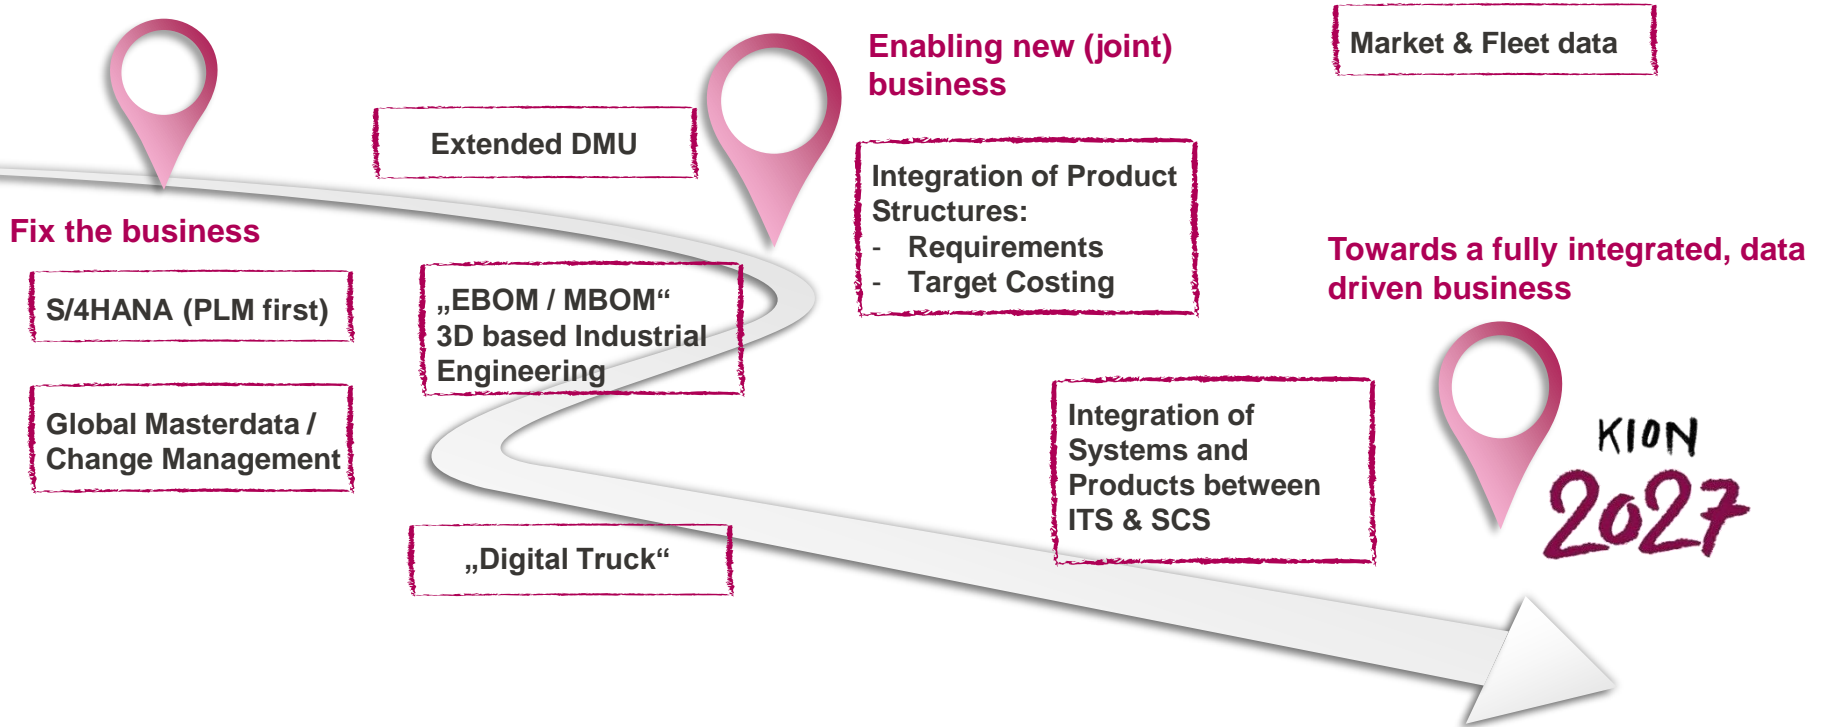 Fix the business
S/4HANA (PLM first)
Global Masterdata /
Change Management
Extended DMU
„EBOM / MBOM“
3D based Industrial
Engineering
„Digital Truck“
Enabling new (joint)
business
Integration of Product
Structures:
- Requirements
- Target Costing
Integration of
Systems and
Products between
ITS & SCS
Market & Fleet data
Towards a fully integrated, data
driven business
KION
2027